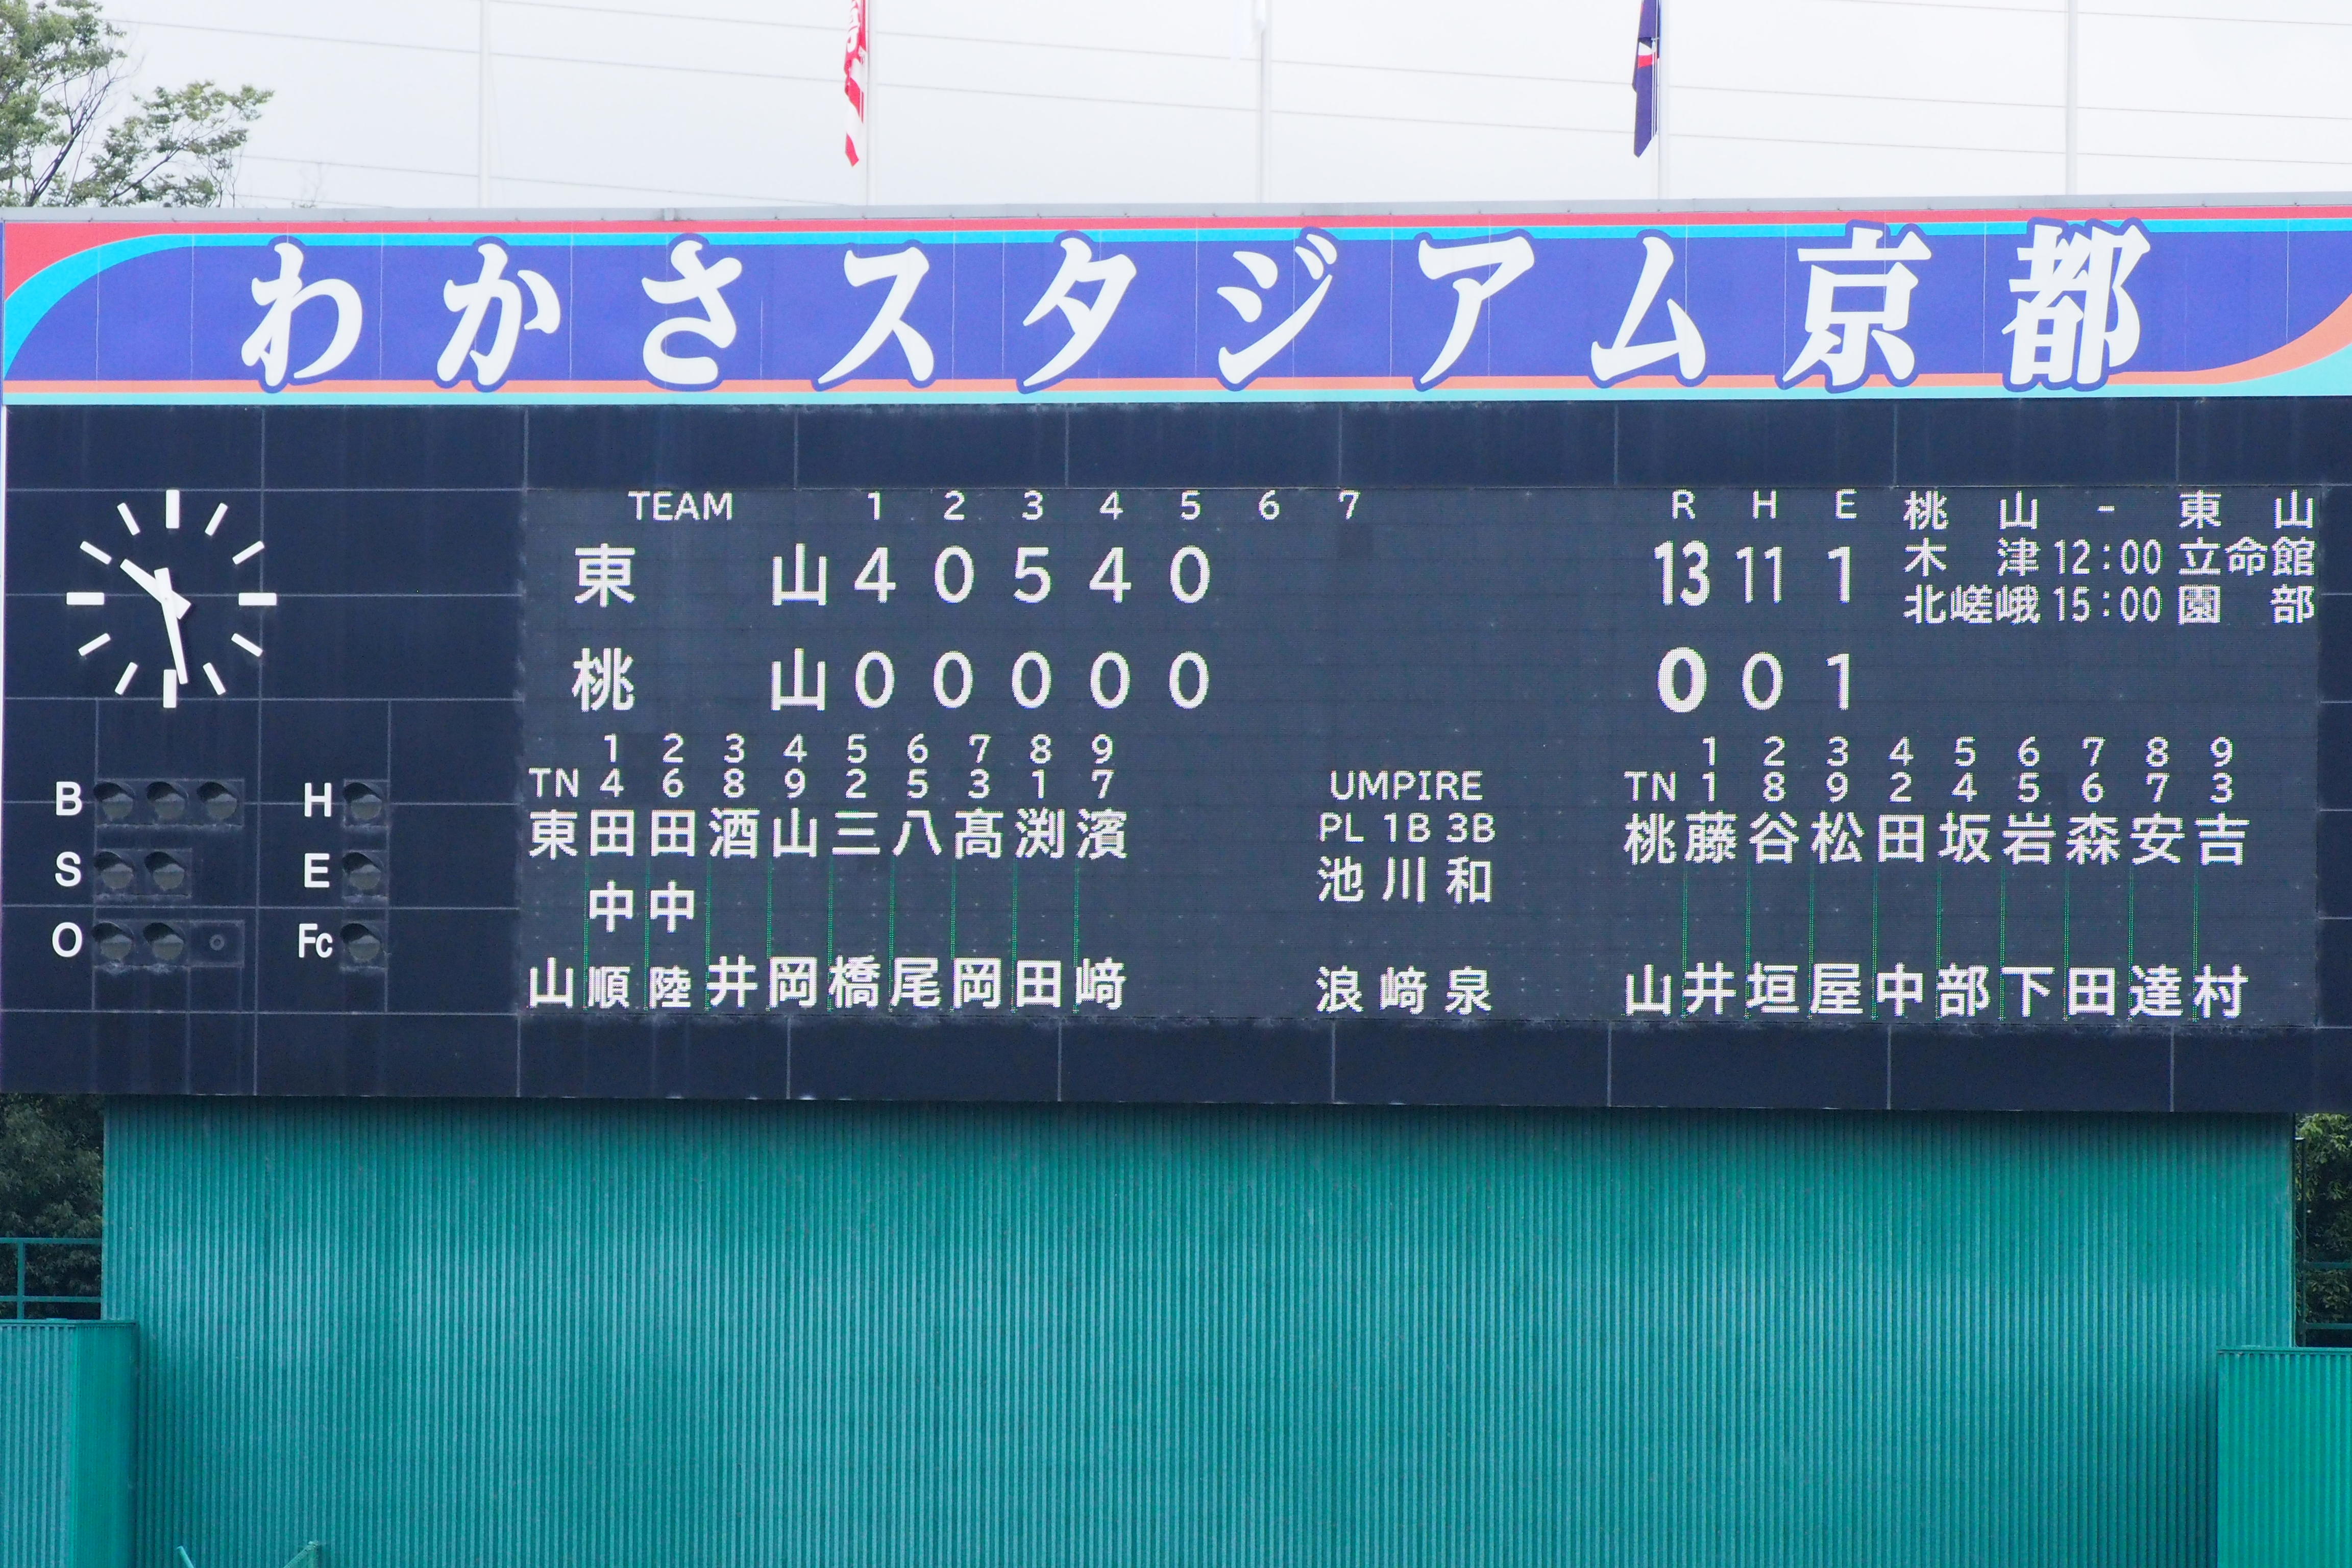 わかさスタジアム京都
TEAM 1 2 3 4 5 6 7 R H E
東山 4 0 5 4 0 13 11 1
桃山 0 0 0 0 0 0 0 1
桃山 - 東山
木津 12:00 立命館
北嵯峨 15:00 園部
B H
S E
O Fc
1 2 3 4 5 6 7 8 9
TN 4 6 8 9 2 5 3 1 7
東山 田中順 田中陸 酒井 山岡 三橋 八尾 髙岡 渕田 濱﨑
UMPIRE
PL 1B 3B
池浪 川﨑 和泉
1 2 3 4 5 6 7 8 9
TN 1 8 9 2 4 5 6 7 3
桃山 藤井 谷垣 松屋 田中 坂部 岩下 森田 安達 吉村